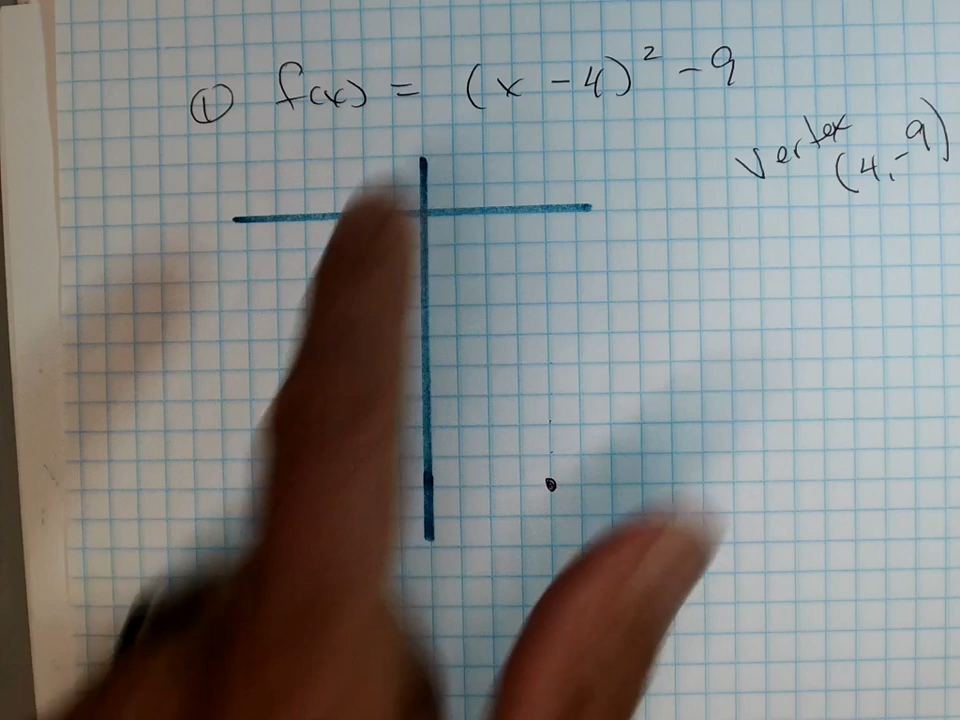 ① f(x) = (x - 4)² - 9
vertex
(4, -9)